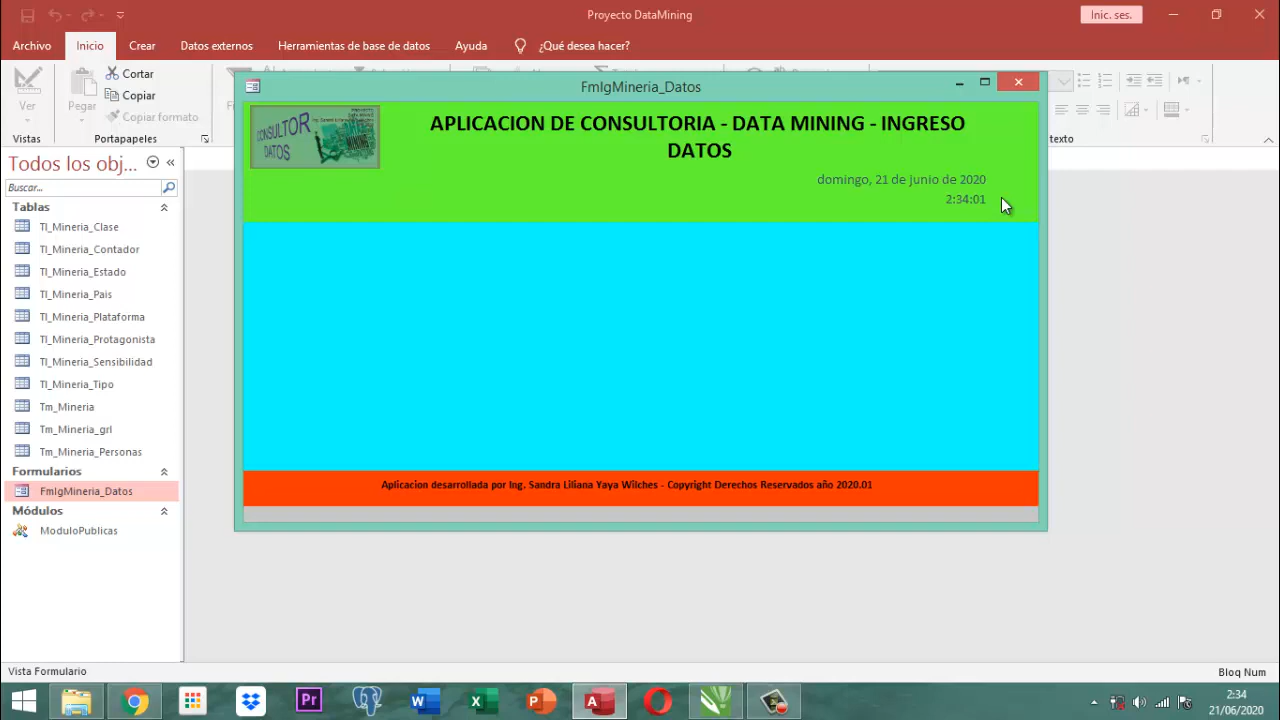 Proyecto DataMining
Inic. ses.
Archivo Inicio Crear Datos externos Herramientas de base de datos Ayuda ¿Qué desea hacer?
Ver
Vistas
Pegar
Cortar
Copiar
Copiar formato
Portapapeles
texto
Todos los obj...
Buscar...
Tablas
Tl_Mineria_Clase
Tl_Mineria_Contador
Tl_Mineria_Estado
Tl_Mineria_Pais
Tl_Mineria_Plataforma
Tl_Mineria_Protagonista
Tl_Mineria_Sensibilidad
Tl_Mineria_Tipo
Tm_Mineria
Tm_Mineria_grl
Tm_Mineria_Personas
Formularios
FmIgMineria_Datos
Módulos
ModuloPublicas
FmIgMineria_Datos
CONSULTOR
DATOS
MINING
APLICACION DE CONSULTORIA - DATA MINING - INGRESO
DATOS
domingo, 21 de junio de 2020
2:34:01
Aplicacion desarrollada por Ing. Sandra Liliana Yaya Wilches - Copyright Derechos Reservados año 2020.01
Vista Formulario
Bloq Num
2:34
21/06/2020